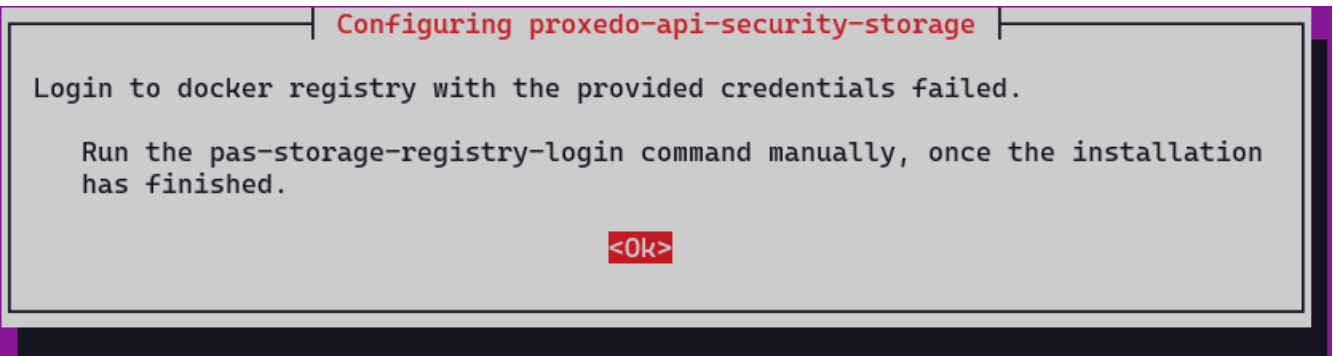 Configuring proxedo-api-security-storage
Login to docker registry with the provided credentials failed.
Run the pas-storage-registry-login command manually, once the installation
has finished.
<Ok>